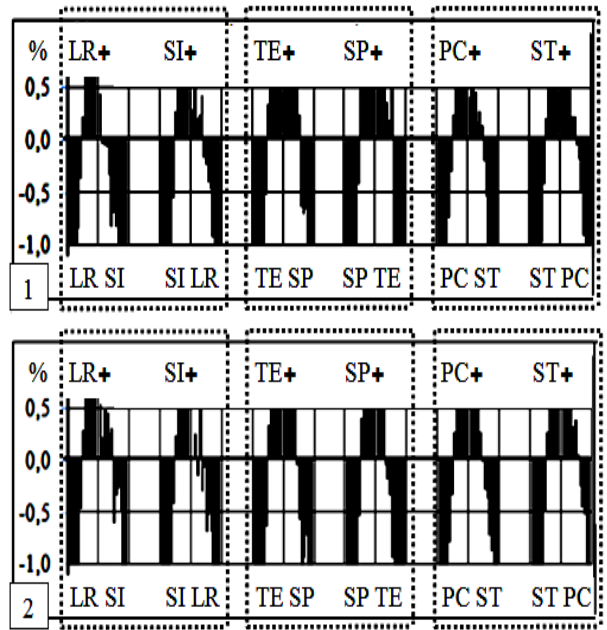 % LR+ SI+ TE+ SP+ PC+ ST+
0,5
0,0
-0,5
-1,0
LR SI SI LR TE SP SP TE PC ST ST PC
1
% LR+ SI+ TE+ SP+ PC+ ST+
0,5
0,0
-0,5
-1,0
LR SI SI LR TE SP SP TE PC ST ST PC
2